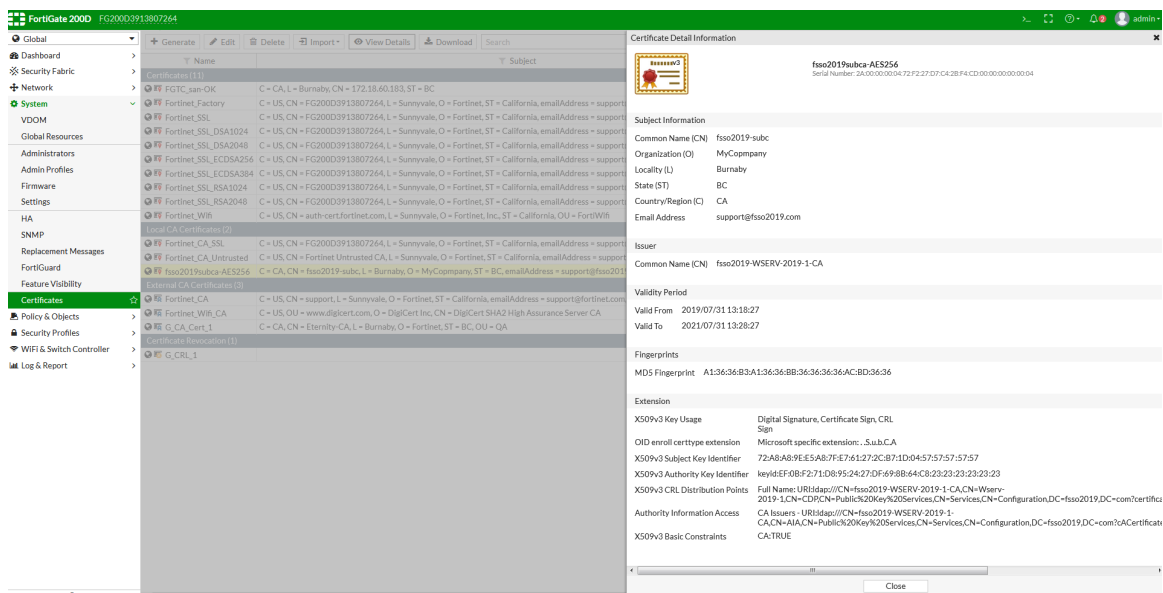 FortiGate 200D FG200D3913807264
>_ 2 admin
Global
Dashboard
Security Fabric
Network
System
VDOM
Global Resources
Administrators
Admin Profiles
Firmware
Settings
HA
SNMP
Replacement Messages
FortiGuard
Feature Visibility
Certificates
Policy & Objects
Security Profiles
WiFi & Switch Controller
Log & Report
+ Generate Edit Delete Import View Details Download Search
Name Subject
Certificates (11)
FGTC_san-OK C = CA, L = Burnaby, CN = 172.18.60.183, ST = BC
Fortinet_Factory C = US, CN = FG200D3913807264, L = Sunnyvale, O = Fortinet, ST = California, emailAddress = support
Fortinet_SSL C = US, CN = FG200D3913807264, L = Sunnyvale, O = Fortinet, ST = California, emailAddress = support
Fortinet_SSL_DSA1024 C = US, CN = FG200D3913807264, L = Sunnyvale, O = Fortinet, ST = California, emailAddress = support
Fortinet_SSL_DSA2048 C = US, CN = FG200D3913807264, L = Sunnyvale, O = Fortinet, ST = California, emailAddress = support
Fortinet_SSL_ECDSA256 C = US, CN = FG200D3913807264, L = Sunnyvale, O = Fortinet, ST = California, emailAddress = support
Fortinet_SSL_ECDSA384 C = US, CN = FG200D3913807264, L = Sunnyvale, O = Fortinet, ST = California, emailAddress = support
Fortinet_SSL_RSA1024 C = US, CN = FG200D3913807264, L = Sunnyvale, O = Fortinet, ST = California, emailAddress = support
Fortinet_SSL_RSA2048 C = US, CN = FG200D3913807264, L = Sunnyvale, O = Fortinet, ST = California, emailAddress = support
Fortinet_Wifi C = US, CN = auth-cert.fortinet.com, L = Sunnyvale, O = Fortinet, Inc., ST = California, OU = FortiWifi
Local CA Certificates (2)
Fortinet_CA_SSL C = US, CN = FG200D3913807264, L = Sunnyvale, O = Fortinet, ST = California, emailAddress = support
Fortinet_CA_Untrusted C = US, CN = Fortinet Untrusted CA, L = Sunnyvale, O = Fortinet, ST = California, emailAddress = support
fsso2019subca-AES256 C = CA, CN = fsso2019-subc, L = Burnaby, O = MyCopmpany, ST = BC, emailAddress = support@fsso2019
External CA Certificates (3)
Fortinet_CA C = US, CN = support, L = Sunnyvale, O = Fortinet, ST = California, emailAddress = support@fortinet.com
Fortinet_Wifi_CA C = US, OU = www.digicert.com, O = DigiCert Inc, CN = DigiCert SHA2 High Assurance Server CA
G_CA_Cert_1 C = CA, CN = Eternity-CA, L = Burnaby, O = Fortinet, ST = BC, OU = QA
Certificate Revocation (1)
G_CRL_1
Certificate Detail Information
v3
fsso2019subca-AES256
Serial Number: 2A:00:00:00:04:72:F2:27:D7:C4:2B:F4:CD:00:00:00:00:00:04
Subject Information
Common Name (CN) fsso2019-subc
Organization (O) MyCopmpany
Locality (L) Burnaby
State (ST) BC
Country/Region (C) CA
Email Address support@fsso2019.com
Issuer
Common Name (CN) fsso2019-WSERV-2019-1-CA
Validity Period
Valid From 2019/07/31 13:18:27
Valid To 2021/07/31 13:28:27
Fingerprints
MD5 Fingerprint A1:36:36:B3:A1:36:36:BB:36:36:36:36:AC:BD:36:36
Extension
X509v3 Key Usage Digital Signature, Certificate Sign, CRL
Sign
OID enroll certtype extension Microsoft specific extension: . .S.u.b.C.A
X509v3 Subject Key Identifier 72:A8:A8:9E:E5:A8:7F:E7:61:27:2C:B7:1D:04:57:57:57:57:57:57
X509v3 Authority Key Identifier keyid:EF:0B:F2:71:D8:95:24:27:DF:69:8B:64:C8:23:23:23:23:23:23
X509v3 CRL Distribution Points Full Name: URI:ldap:///CN=fsso2019-WSERV-2019-1-CA,CN=Wserv-
2019-1,CN=CDP,CN=Public%20Key%20Services,CN=Services,CN=Configuration,DC=fsso2019,DC=com?certifica
Authority Information Access CA Issuers - URI:ldap:///CN=fsso2019-WSERV-2019-1-
CA,CN=AIA,CN=Public%20Key%20Services,CN=Services,CN=Configuration,DC=fsso2019,DC=com?cACertificate
X509v3 Basic Constraints CA:TRUE
Close